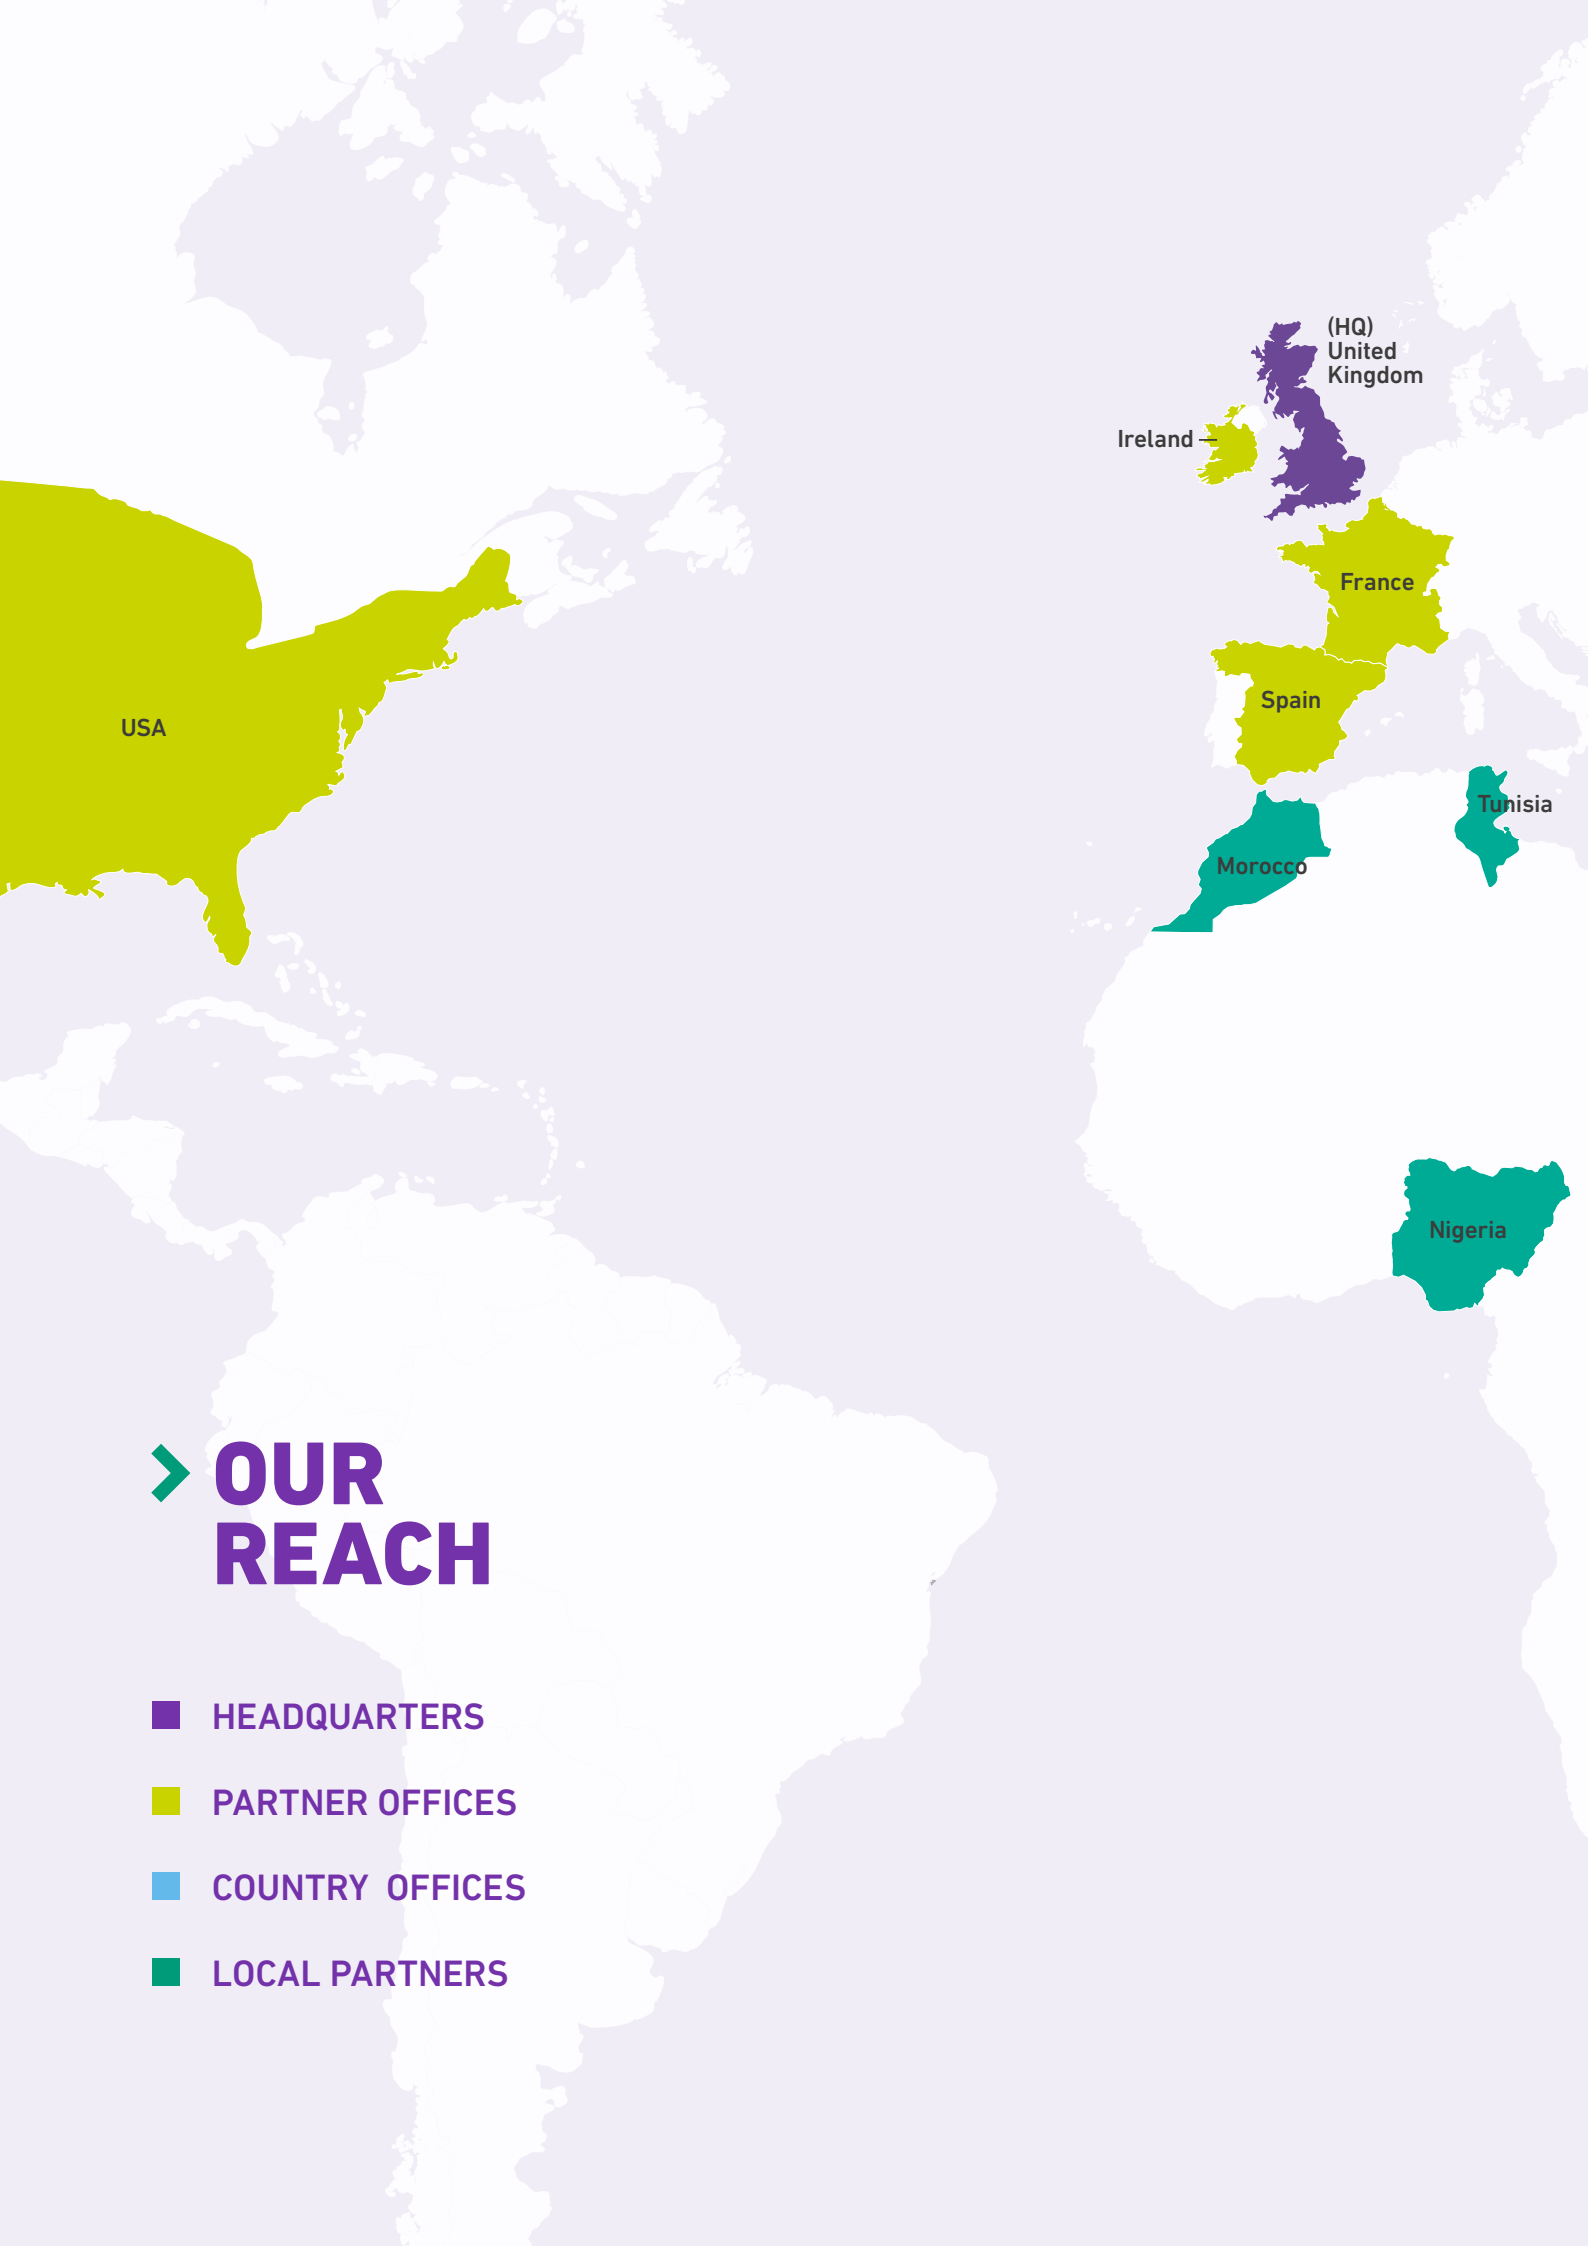 (HQ)
United
Kingdom
Ireland
France
Spain
USA
Tunisia
Morocco
Nigeria
OUR
REACH
HEADQUARTERS
PARTNER OFFICES
COUNTRY OFFICES
LOCAL PARTNERS